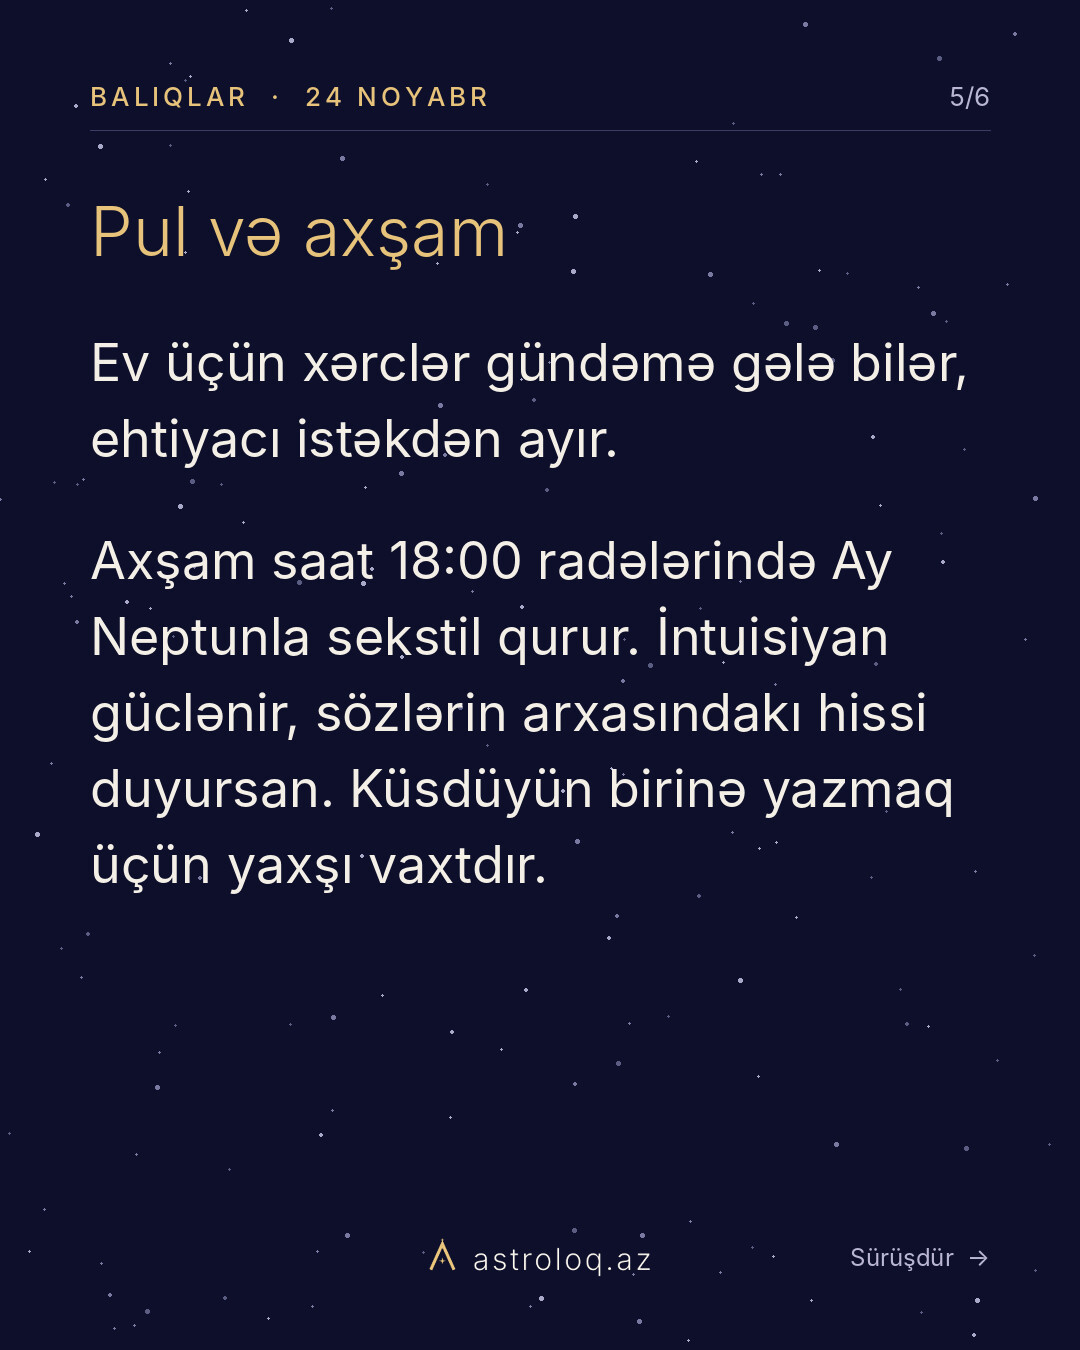 BALIQLAR · 24 NOYABR
5/6
Pul və axşam
Ev üçün xərclər gündəmə gələ bilər,
ehtiyacı istəkdən ayır.
Axşam saat 18:00 radələrində Ay
Neptunla sekstil qurur. İntuisiyan
güclənir, sözlərin arxasındakı hissi
duyursan. Küsdüyün birinə yazmaq
üçün yaxşı vaxtdır.
astroloq.az
Sürüşdür →